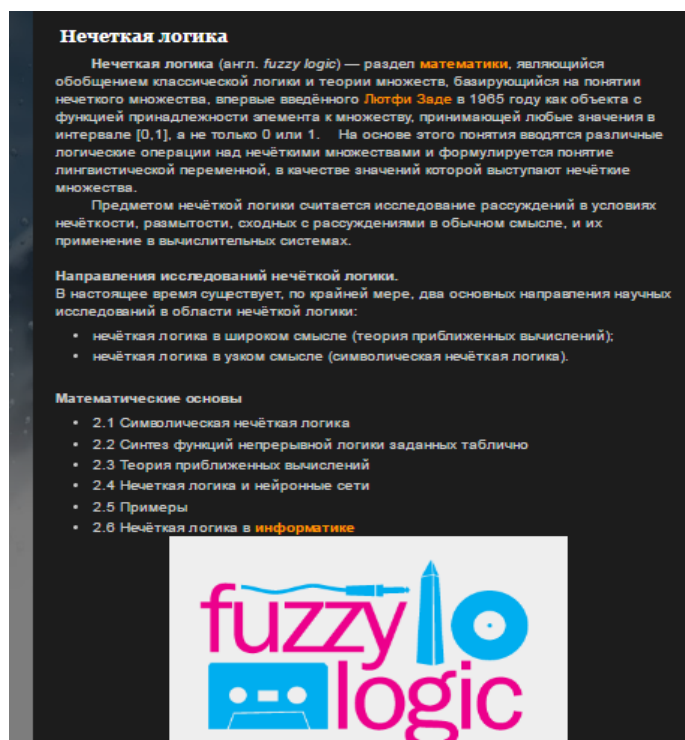 Нечеткая логика
Нечеткая логика (англ. fuzzy logic) — раздел математики, являющийся
обобщением классической логики и теории множеств, базирующийся на понятии
нечеткого множества, впервые введённого Лютфи Заде в 1965 году как объекта с
функцией принадлежности элемента к множеству, принимающей любые значения в
интервале [0,1], а не только 0 или 1. На основе этого понятия вводятся различные
логические операции над нечёткими множествами и формулируется понятие
лингвистической переменной, в качестве значений которой выступают нечёткие
множества.
Предметом нечёткой логики считается исследование рассуждений в условиях
нечёткости, размытости, сходных с рассуждениями в обычном смысле, и их
применение в вычислительных системах.
Направления исследований нечёткой логики.
В настоящее время существует, по крайней мере, два основных направления научных
исследований в области нечёткой логики:
• нечёткая логика в широком смысле (теория приближенных вычислений);
• нечёткая логика в узком смысле (символическая нечёткая логика).
Математические основы
• 2.1 Символическая нечёткая логика
• 2.2 Синтез функций непрерывной логики заданных таблично
• 2.3 Теория приближенных вычислений
• 2.4 Нечеткая логика и нейронные сети
• 2.5 Примеры
• 2.6 Нечёткая логика в информатике
fuzzy
logic